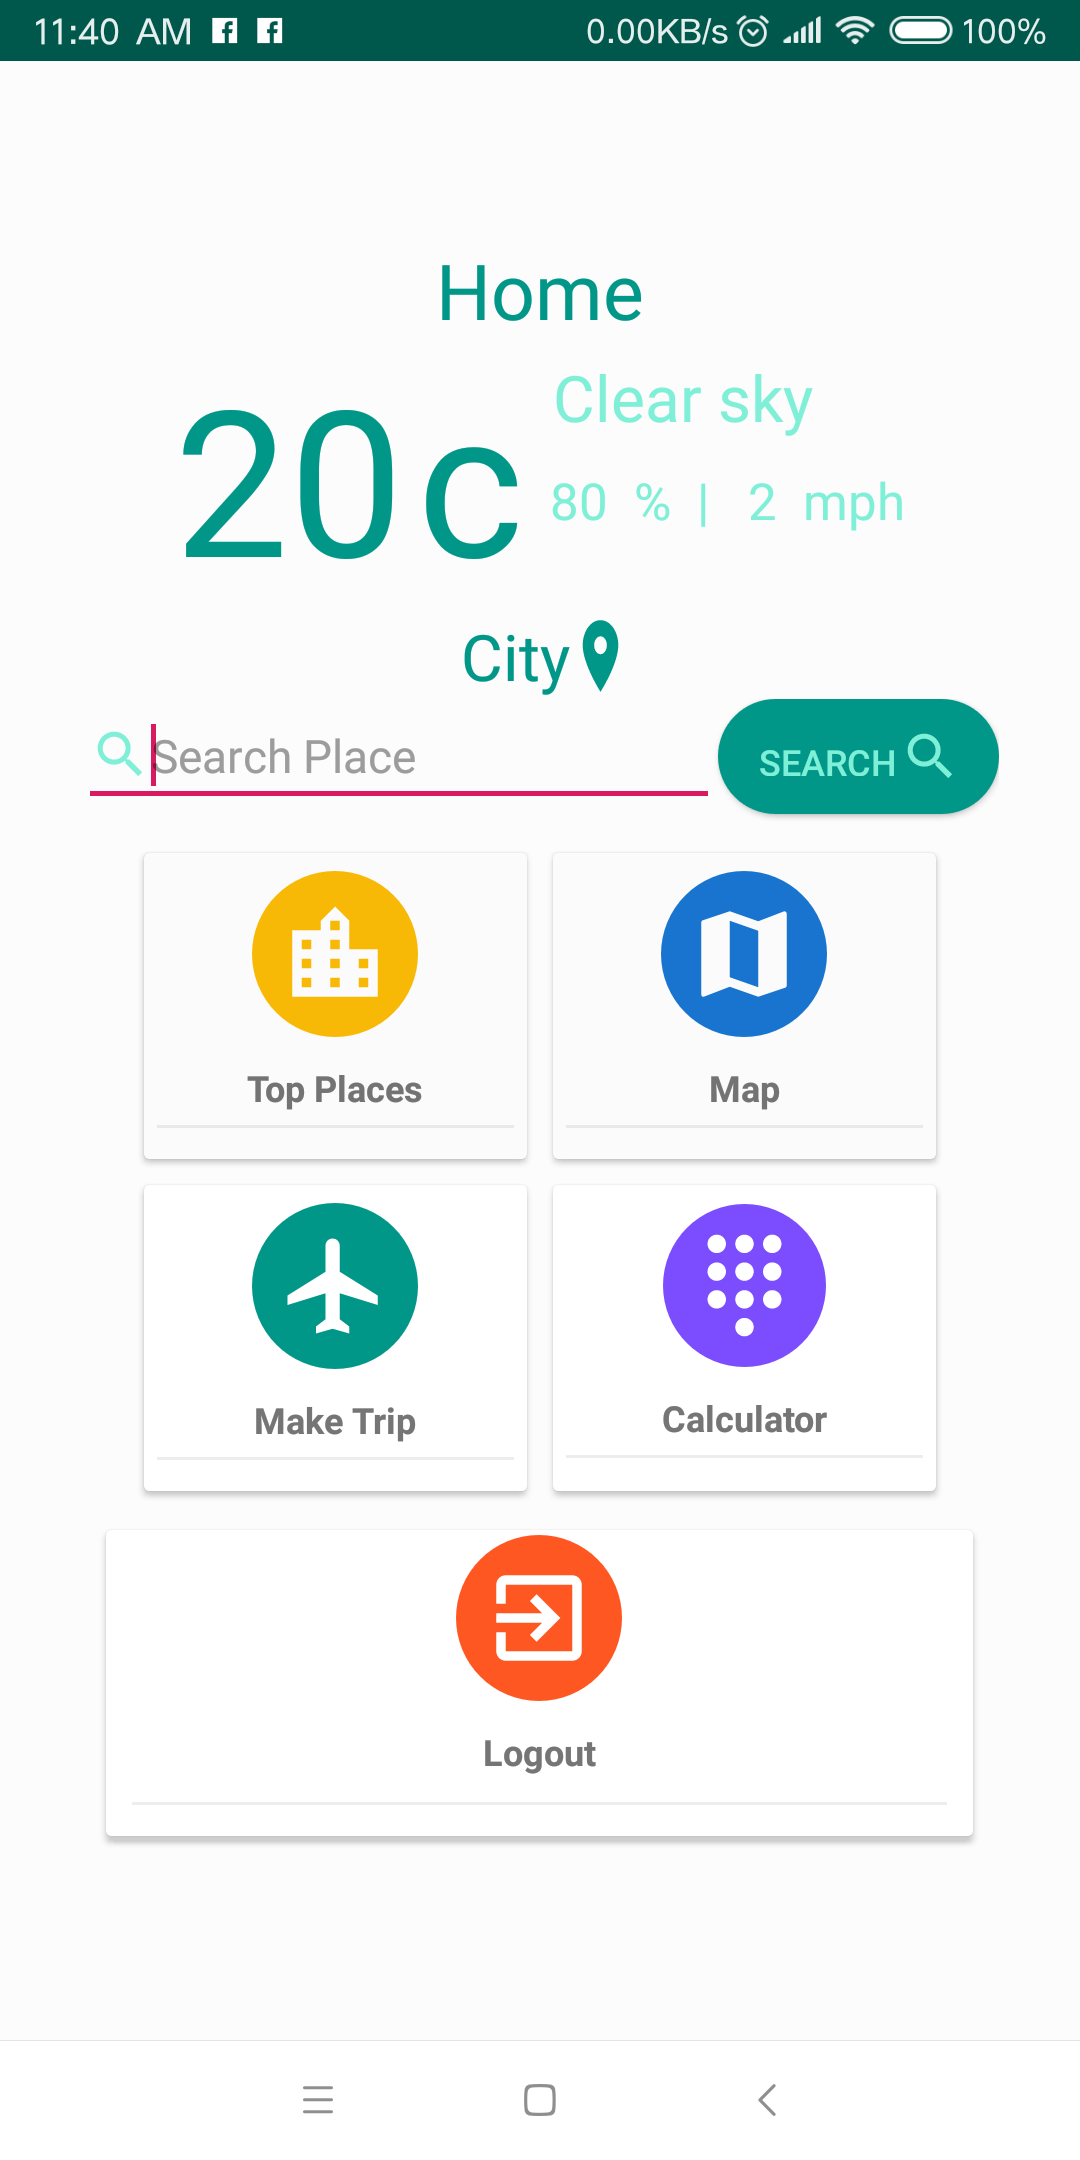 11:40 AM 0.00KB/s 100%
Home
20 c
Clear sky
80 % | 2 mph
City
Search Place
SEARCH
Top Places
Map
Make Trip
Calculator
Logout